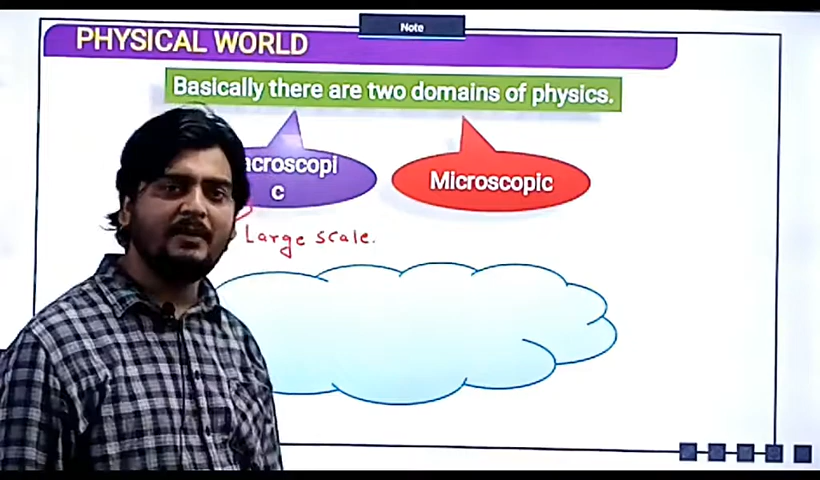 Note
PHYSICAL WORLD
Basically there are two domains of physics.
acroscopi
c
Microscopic
Large scale.